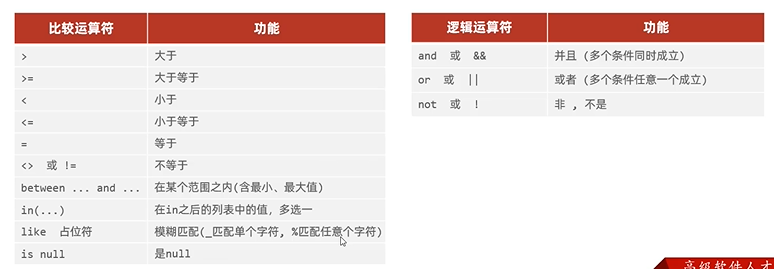 比较运算符 功能
> 大于
>= 大于等于
< 小于
<= 小于等于
= 等于
<> 或 != 不等于
between ... and ... 在某个范围之内(含最小、最大值)
in(...) 在in之后的列表中的值，多选一
like 占位符 模糊匹配(_匹配单个字符, %匹配任意个字符)
is null 是null
逻辑运算符 功能
and 或 && 并且 (多个条件同时成立)
or 或 || 或者 (多个条件任意一个成立)
not 或 ! 非 , 不是
高级软件人才